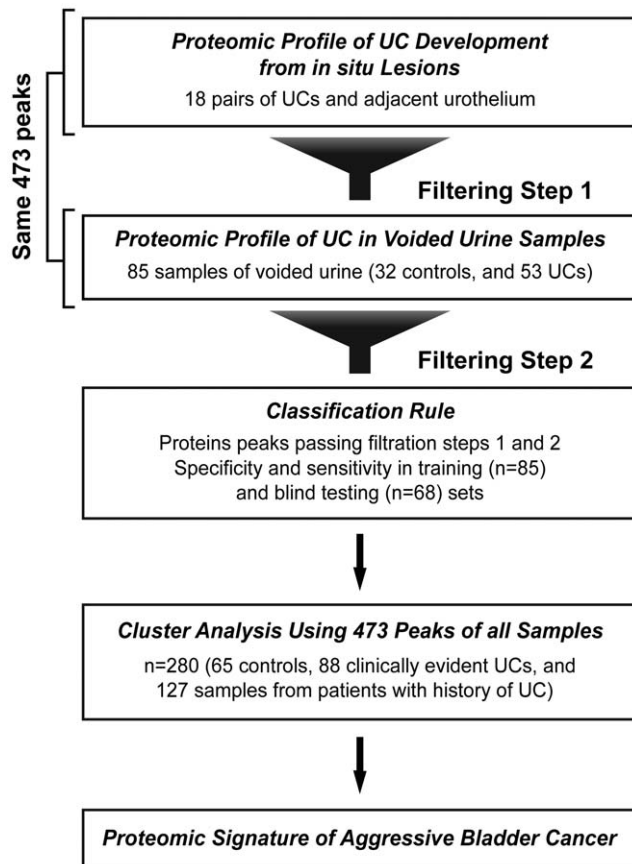 Same 473 peaks
Proteomic Profile of UC Development
from in situ Lesions
18 pairs of UCs and adjacent urothelium
Filtering Step 1
Proteomic Profile of UC in Voided Urine Samples
85 samples of voided urine (32 controls, and 53 UCs)
Filtering Step 2
Classification Rule
Proteins peaks passing filtration steps 1 and 2
Specificity and sensitivity in training (n=85)
and blind testing (n=68) sets
Cluster Analysis Using 473 Peaks of all Samples
n=280 (65 controls, 88 clinically evident UCs, and
127 samples from patients with history of UC)
Proteomic Signature of Aggressive Bladder Cancer